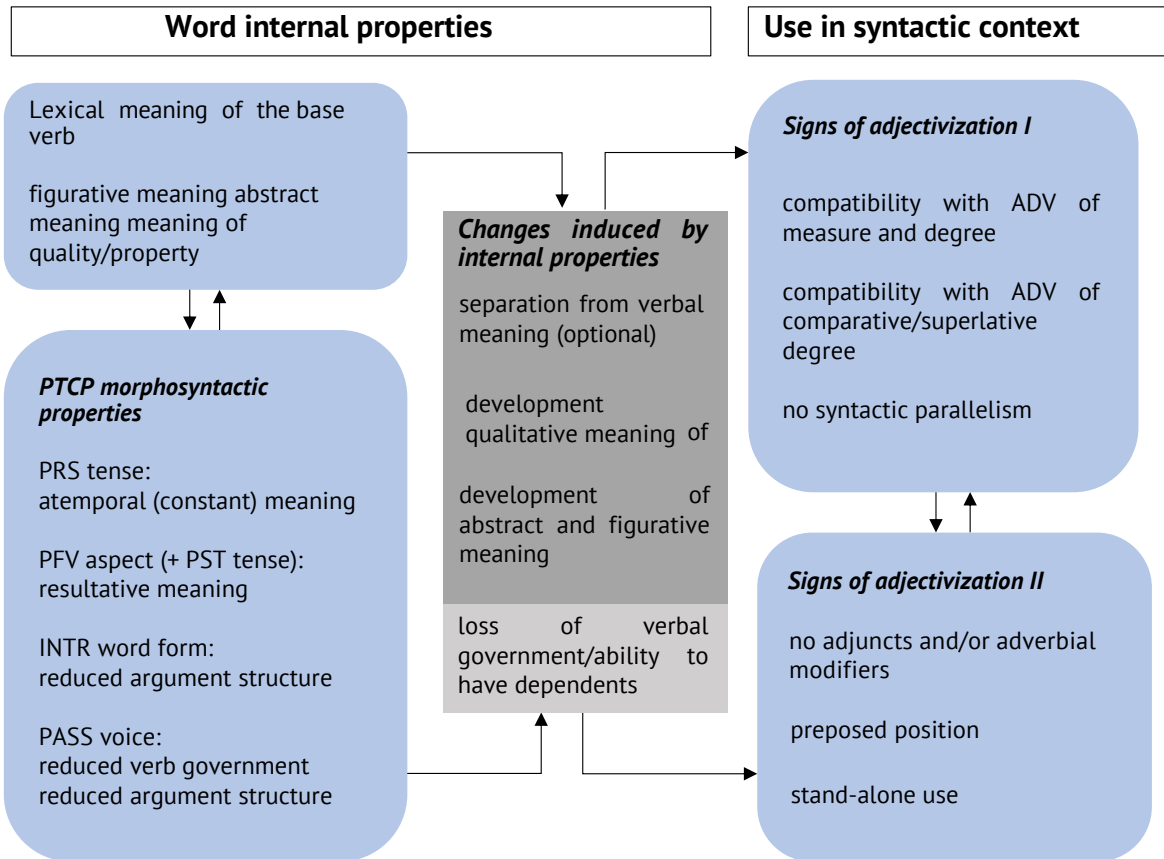 Word internal properties
Use in syntactic context
Lexical meaning of the base
verb
figurative meaning abstract
meaning meaning of
quality/property
PTCP morphosyntactic
properties
PRS tense:
atemporal (constant) meaning
PFV aspect (+ PST tense):
resultative meaning
INTR word form:
reduced argument structure
PASS voice:
reduced verb government
reduced argument structure
Changes induced by
internal properties
separation from verbal
meaning (optional)
development
qualitative meaning of
development of
abstract and figurative
meaning
loss of verbal
government/ability to
have dependents
Signs of adjectivization I
compatibility with ADV of
measure and degree
compatibility with ADV of
comparative/superlative
degree
no syntactic parallelism
Signs of adjectivization II
no adjuncts and/or adverbial
modifiers
preposed position
stand-alone use